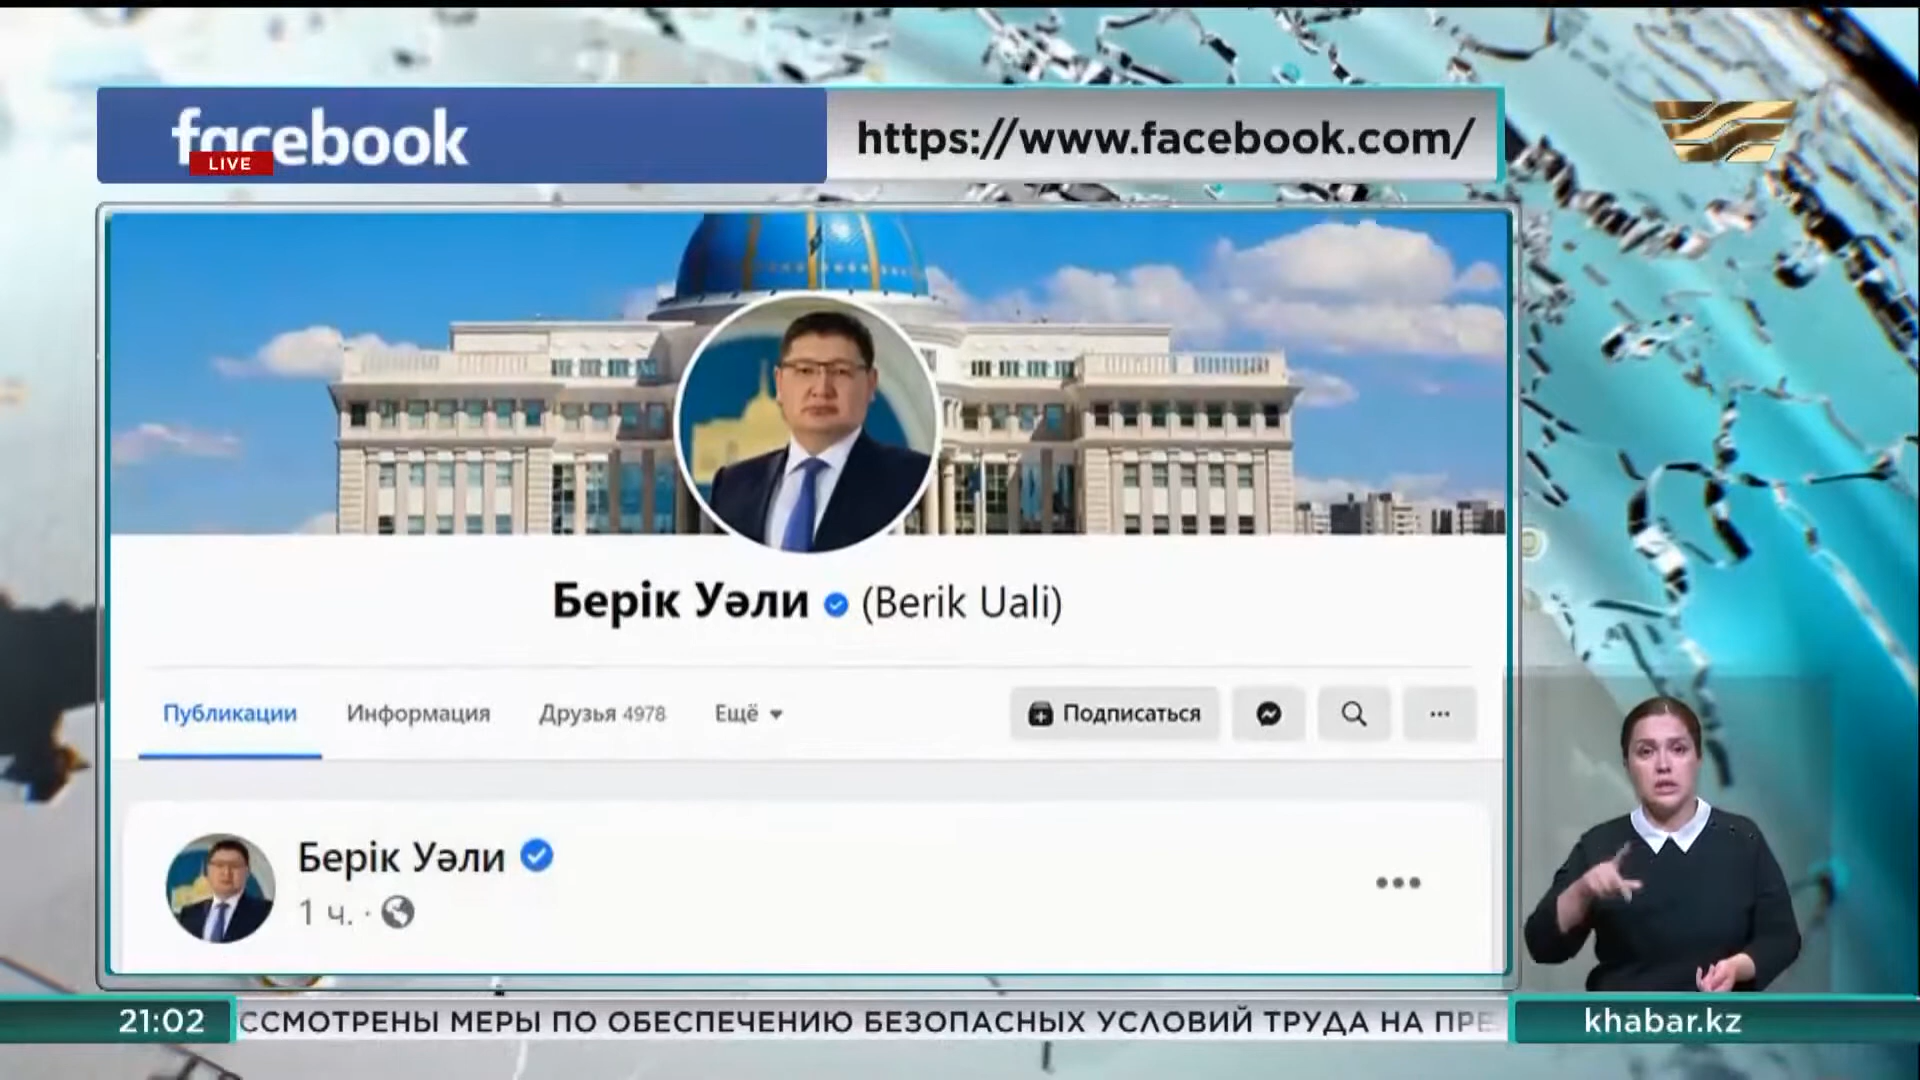 facebook
LIVE
https://www.facebook.com/
Берік Уәли (Berik Uali)
Публикации Информация Друзья 4978 Ещё Подписаться
Берік Уәли
1 ч. ·
21:02 ССМОТРЕНЫ МЕРЫ ПО ОБЕСПЕЧЕНИЮ БЕЗОПАСНЫХ УСЛОВИЙ ТРУДА НА ПРЕ khabar.kz